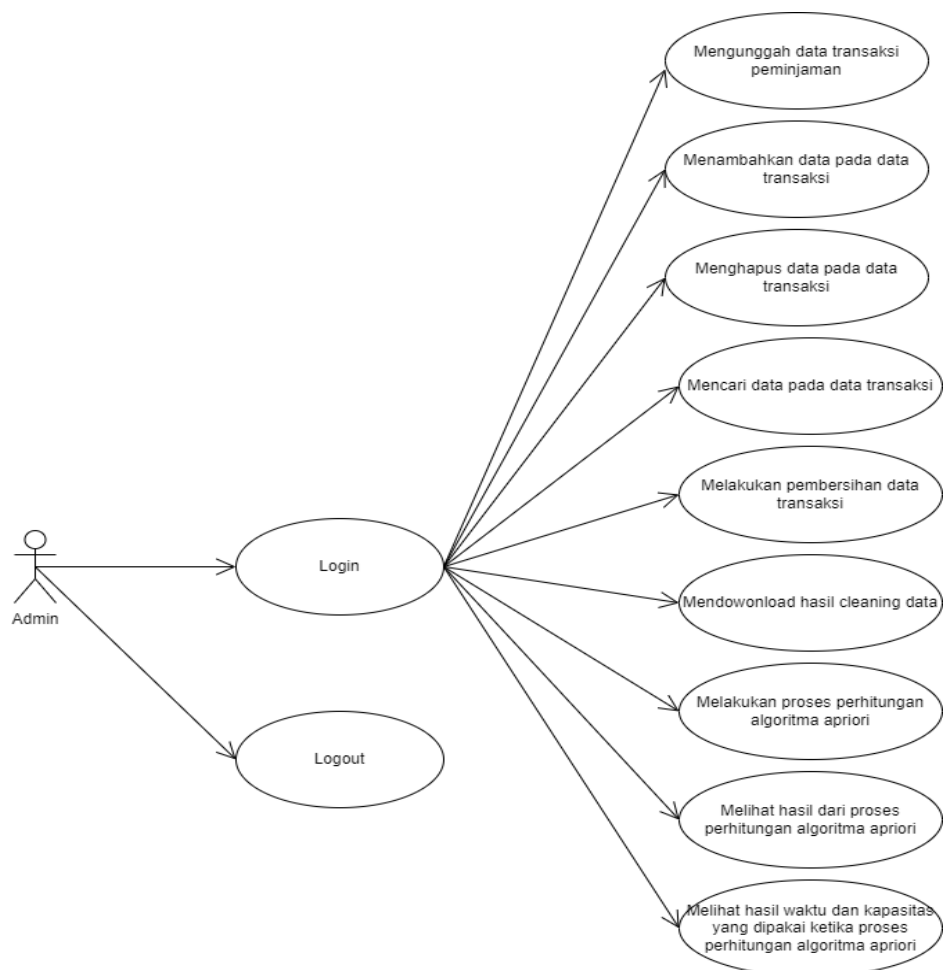 Mengunggah data transaksi
peminjaman
Menambahkan data pada data
transaksi
Menghapus data pada data
transaksi
Mencari data pada data transaksi
Melakukan pembersihan data
transaksi
Login
Mendowonload hasil cleaning data
Admin
Melakukan proses perhitungan
algoritma apriori
Logout
Melihat hasil dari proses
perhitungan algoritma apriori
Melihat hasil waktu dan kapasitas
yang dipakai ketika proses
perhitungan algoritma apriori